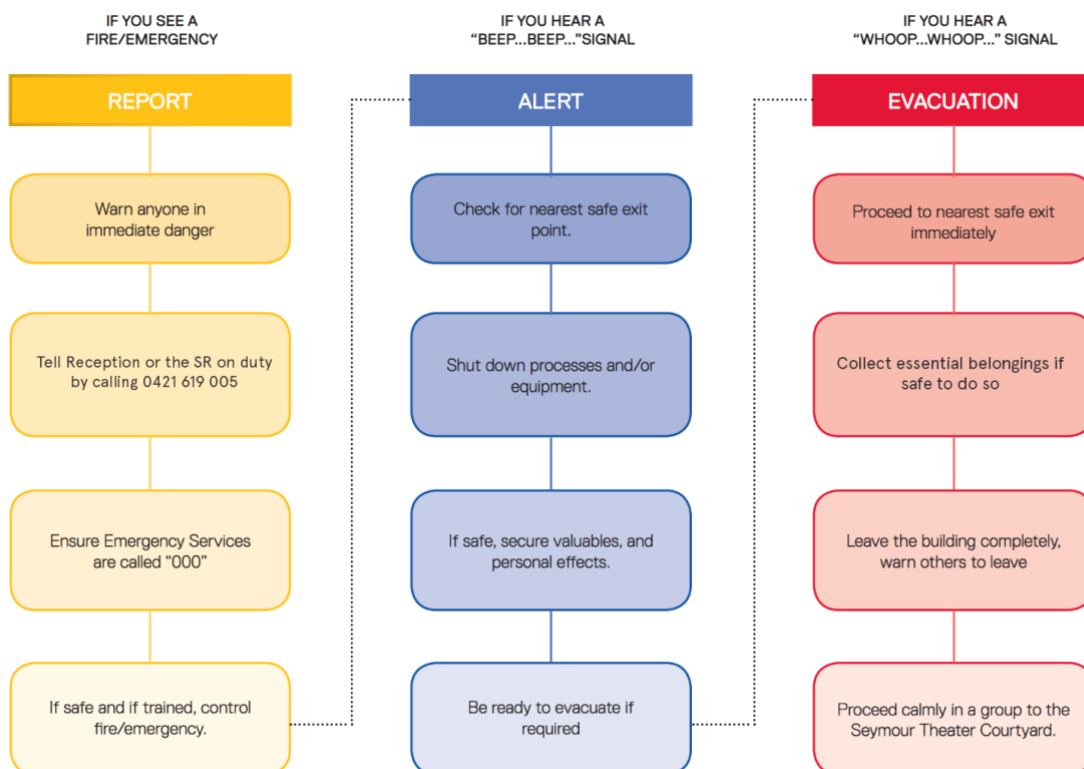 IF YOU SEE A
FIRE/EMERGENCY
REPORT
Warn anyone in
immediate danger
Tell Reception or the SR on duty
by calling 0421 619 005
Ensure Emergency Services
are called “000”
If safe and if trained, control
fire/emergency.
IF YOU HEAR A
“BEEP...BEEP...”SIGNAL
ALERT
Check for nearest safe exit
point.
Shut down processes and/or
equipment.
If safe, secure valuables, and
personal effects.
Be ready to evacuate if
required
IF YOU HEAR A
“WHOOP...WHOOP...” SIGNAL
EVACUATION
Proceed to nearest safe exit
immediately
Collect essential belongings if
safe to do so
Leave the building completely,
warn others to leave
Proceed calmly in a group to the
Seymour Theater Courtyard.